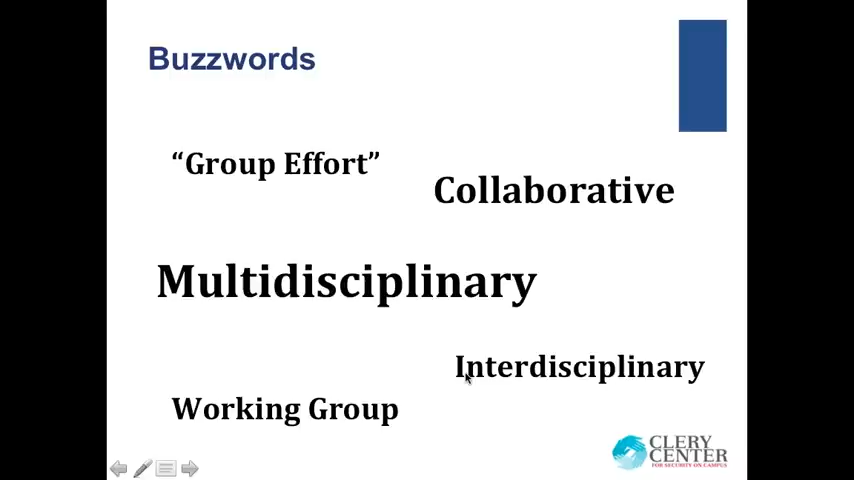 Buzzwords
“Group Effort”
Collaborative
Multidisciplinary
Interdisciplinary
Working Group
CLERY
CENTER
FOR SECURITY ON CAMPUS